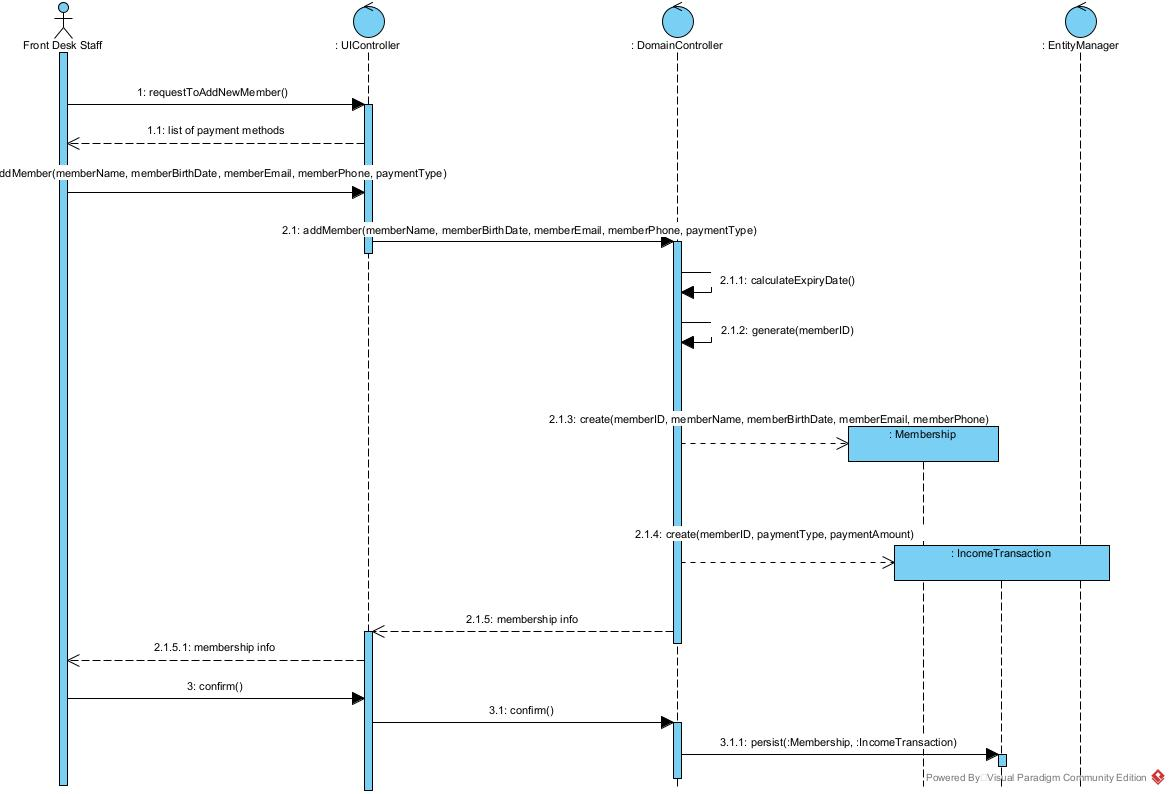 Front Desk Staff
: UIController
: DomainController
: EntityManager
1: requestToAddNewMember()
1.1: list of payment methods
ddMember(memberName, memberBirthDate, memberEmail, memberPhone, paymentType)
2.1: addMember(memberName, memberBirthDate, memberEmail, memberPhone, paymentType)
2.1.1: calculateExpiryDate()
2.1.2: generate(memberID)
2.1.3: create(memberID, memberName, memberBirthDate, memberEmail, memberPhone)
: Membership
2.1.4: create(memberID, paymentType, paymentAmount)
: IncomeTransaction
2.1.5: membership info
2.1.5.1: membership info
3: confirm()
3.1: confirm()
3.1.1: persist(:Membership, :IncomeTransaction)
Powered By Visual Paradigm Community Edition